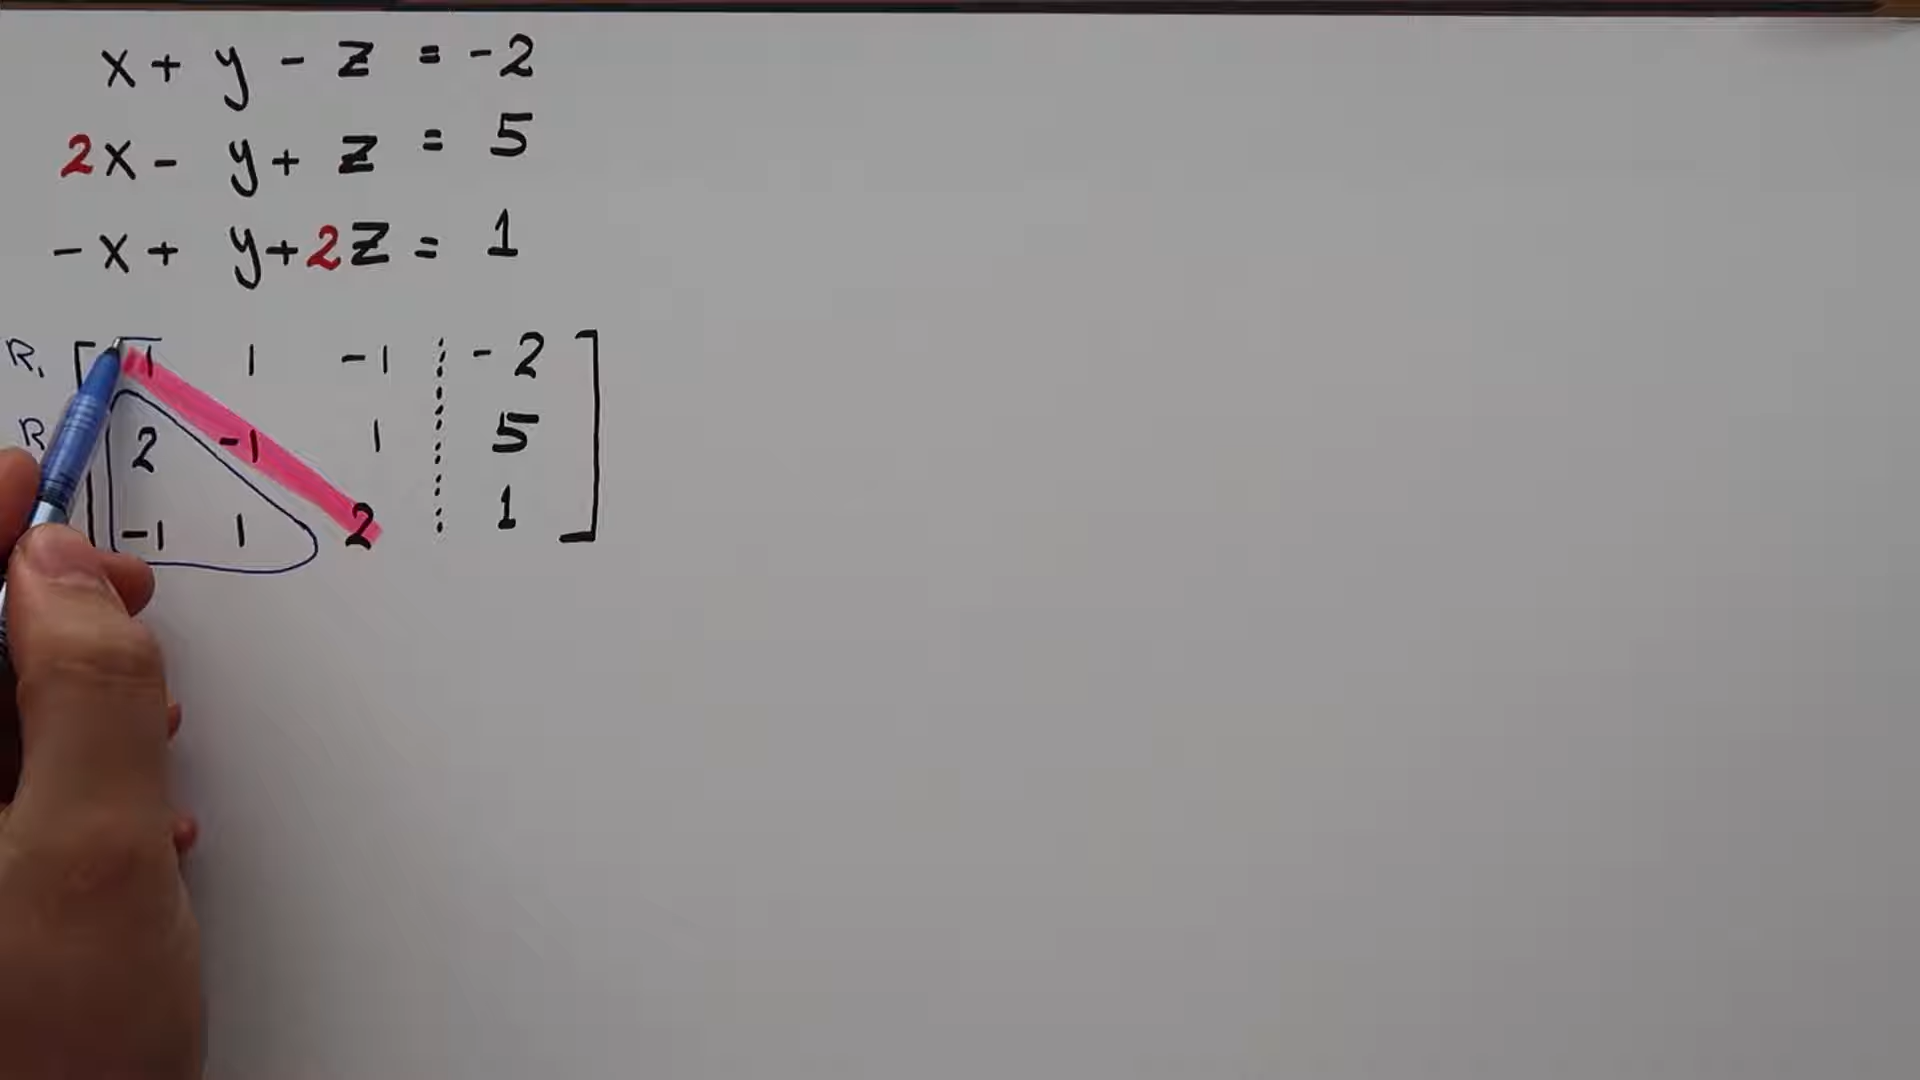 x + y - z = -2
2x - y + z = 5
-x + y + 2z = 1
R₁ [ 1 1 -1 ⋮ -2 ]
R 2 -1 1 ⋮ 5
-1 1 2 ⋮ 1